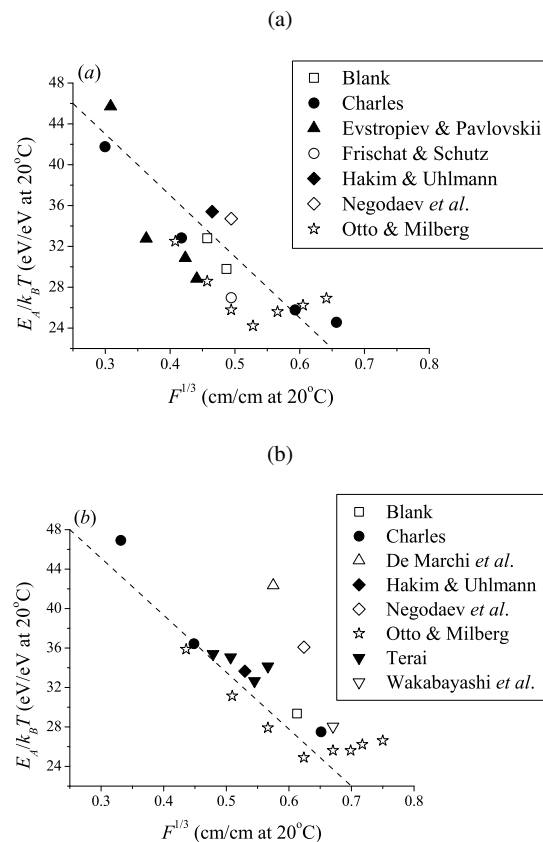 (a)
(a)
Blank
Charles
Evstropiev & Pavlovskii
Frischat & Schutz
Hakim & Uhlmann
Negodaev et al.
Otto & Milberg
48
44
40
36
32
28
24
E_A/k_BT (eV/eV at 20°C)
0.3 0.4 0.5 0.6 0.7 0.8
F^{1/3} (cm/cm at 20°C)
(b)
(b)
Blank
Charles
De Marchi et al.
Hakim & Uhlmann
Negodaev et al.
Otto & Milberg
Terai
Wakabayashi et al.
48
44
40
36
32
28
24
E_A/k_BT (eV/eV at 20°C)
0.3 0.4 0.5 0.6 0.7 0.8
F^{1/3} (cm/cm at 20°C)